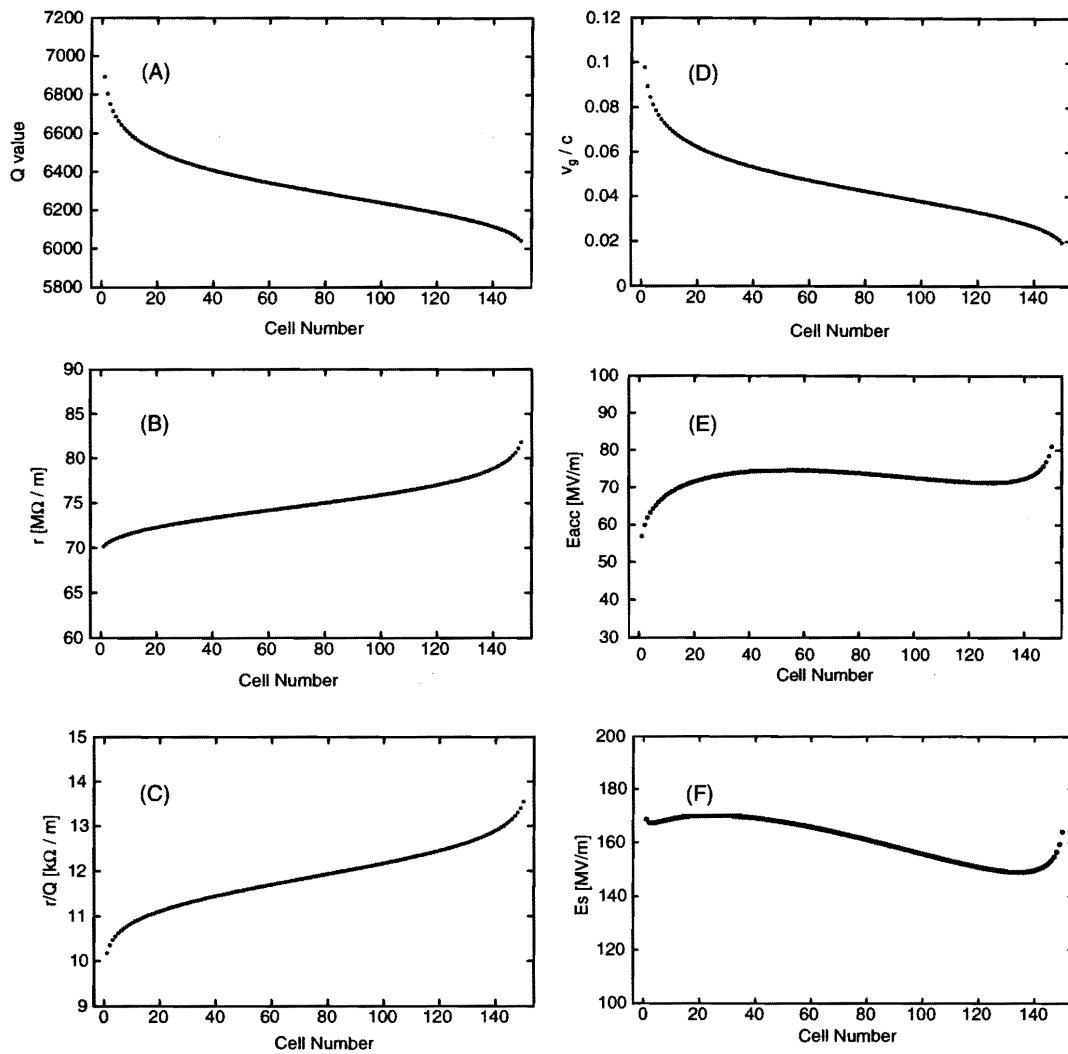 7200
7000
6800
6600
6400
6200
6000
5800
Q value
(A)
0 20 40 60 80 100 120 140
Cell Number
0.12
0.1
0.08
0.06
0.04
0.02
0
v_g / c
(D)
0 20 40 60 80 100 120 140
Cell Number
90
85
80
75
70
65
60
r [MΩ / m]
(B)
0 20 40 60 80 100 120 140
Cell Number
100
90
80
70
60
50
40
30
Eacc [MV/m]
(E)
0 20 40 60 80 100 120 140
Cell Number
15
14
13
12
11
10
9
r/Q [kΩ / m]
(C)
0 20 40 60 80 100 120 140
Cell Number
200
180
160
140
120
100
Es [MV/m]
(F)
0 20 40 60 80 100 120 140
Cell Number